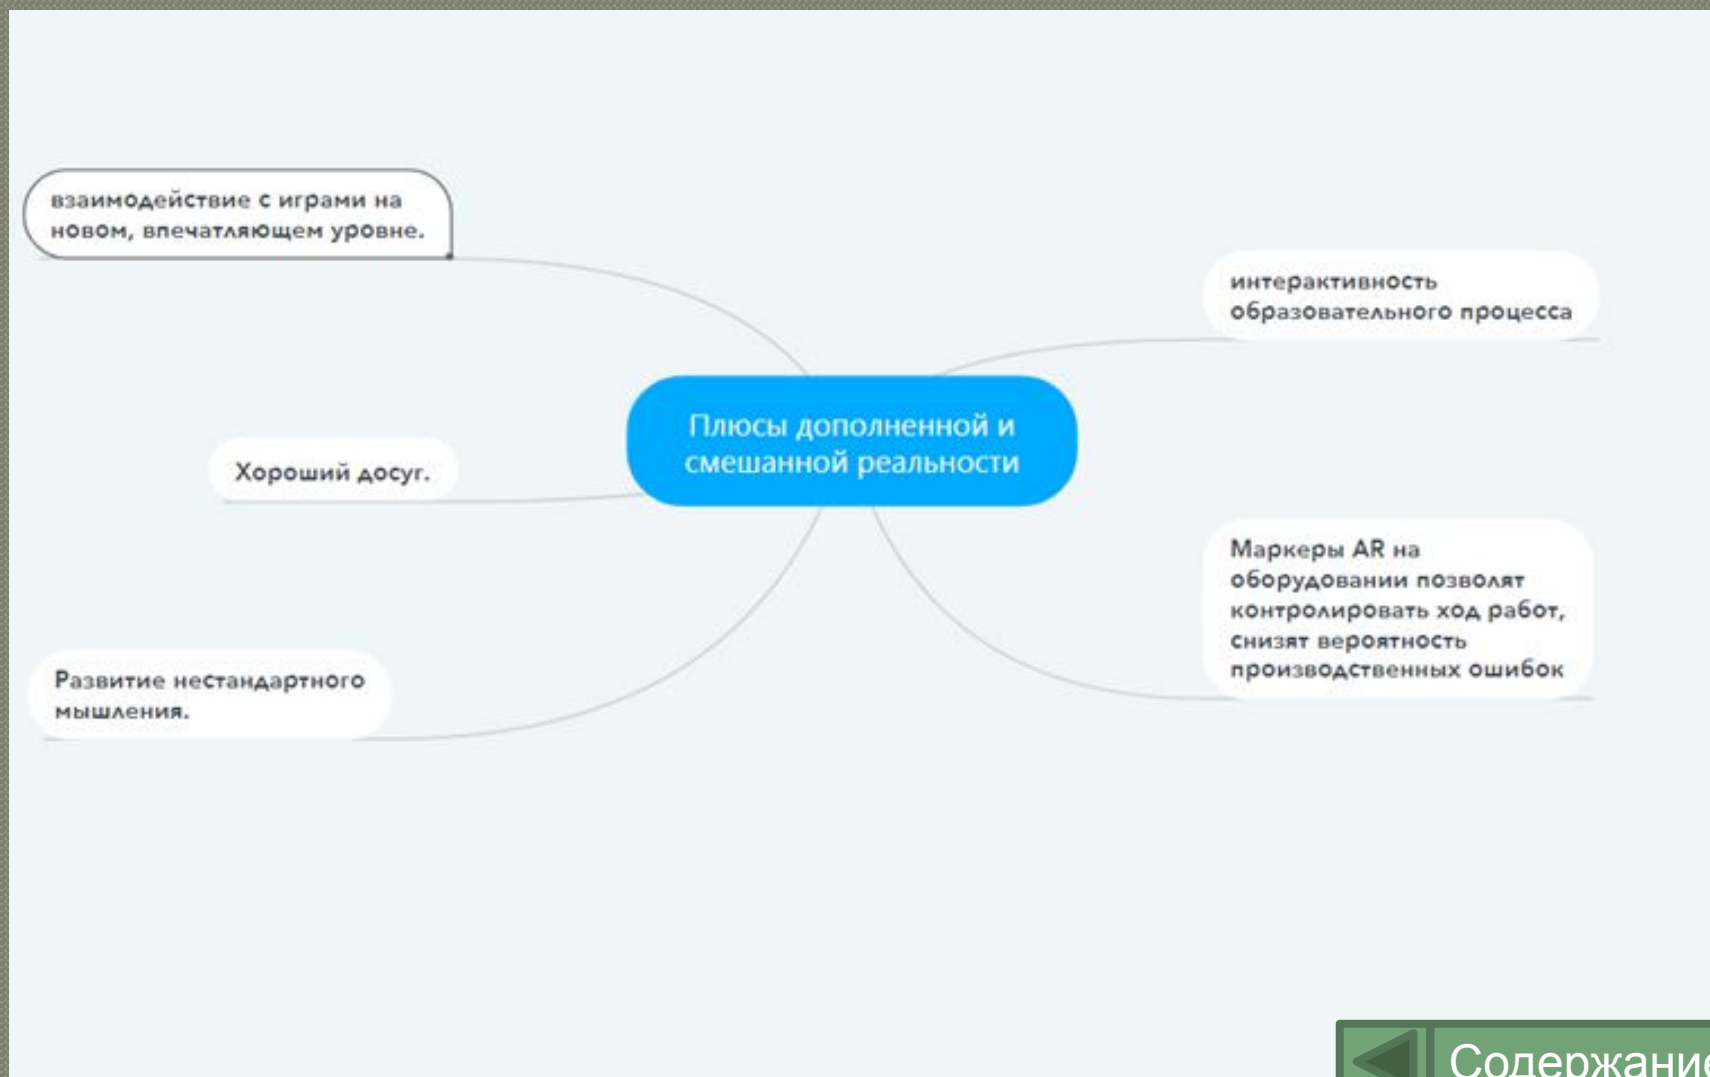 взаимодействие с играми на
новом, впечатляющем уровне.
интерактивность
образовательного процесса
Плюсы дополненной и
смешанной реальности
Хороший досуг.
Маркеры AR на
оборудовании позволят
контролировать ход работ,
снизят вероятность
производственных ошибок
Развитие нестандартного
мышления.
Содержание